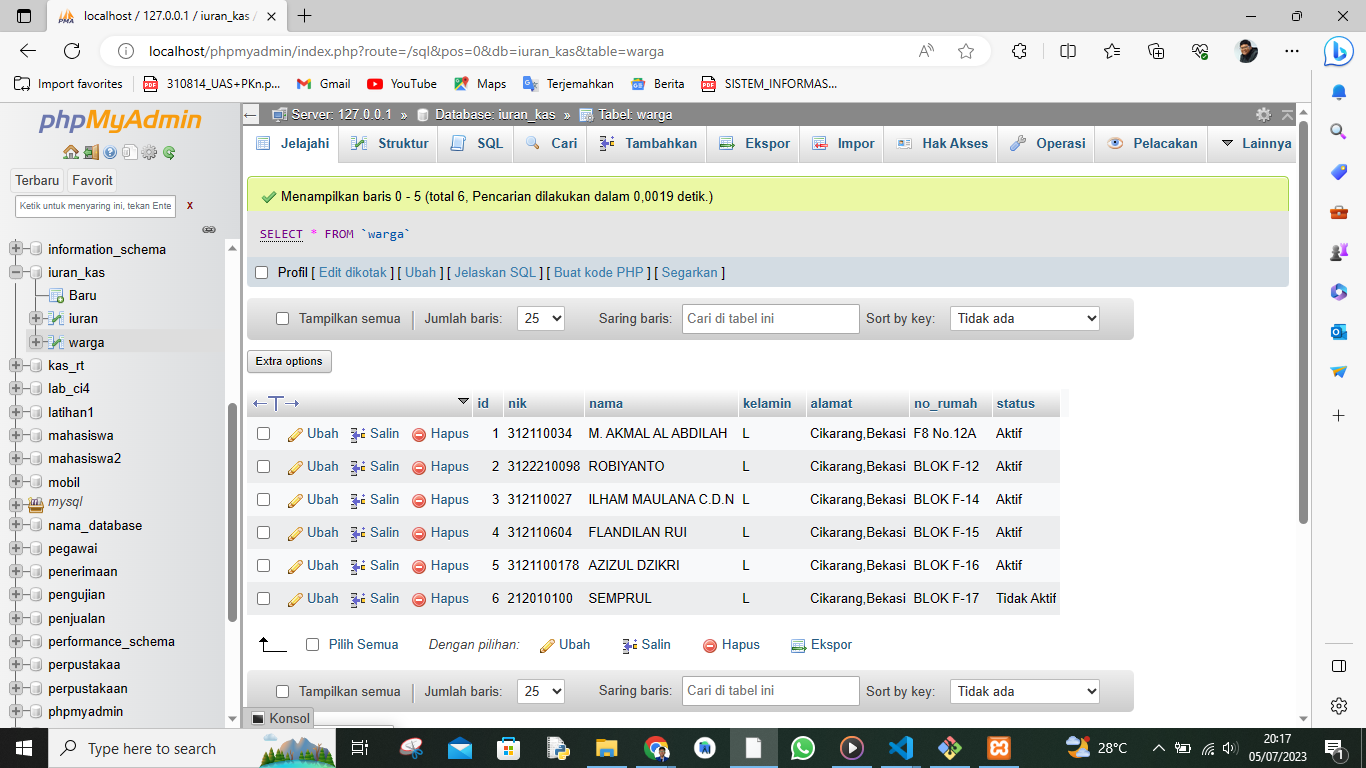 localhost / 127.0.0.1 / iuran_kas /
localhost/phpmyadmin/index.php?route=/sql&pos=0&db=iuran_kas&table=warga
Import favorites 310814_UAS+PKn.p... Gmail YouTube Maps Terjemahkan Berita SISTEM_INFORMAS...
phpMyAdmin
Terbaru Favorit
Ketik untuk menyaring ini, tekan Ente X
information_schema
iuran_kas
Baru
iuran
warga
kas_rt
lab_ci4
latihan1
mahasiswa
mahasiswa2
mobil
mysql
nama_database
pegawai
penerimaan
pengujian
penjualan
performance_schema
perpustakaa
perpustakaan
phpmyadmin
Server: 127.0.0.1 » Database: iuran_kas » Tabel: warga
Jelajahi Struktur SQL Cari Tambahkan Ekspor Impor Hak Akses Operasi Pelacakan Lainnya
Menampilkan baris 0 - 5 (total 6, Pencarian dilakukan dalam 0,0019 detik.)
SELECT * FROM `warga`
Profil [ Edit dikotak ] [ Ubah ] [ Jelaskan SQL ] [ Buat kode PHP ] [ Segarkan ]
Tampilkan semua | Jumlah baris: 25 Saring baris: Cari di tabel ini Sort by key: Tidak ada
Extra options
id nik nama kelamin alamat no_rumah status
Ubah Salin Hapus 1 312110034 M. AKMAL AL ABDILAH L Cikarang,Bekasi F8 No.12A Aktif
Ubah Salin Hapus 2 3122210098 ROBIYANTO L Cikarang,Bekasi BLOK F-12 Aktif
Ubah Salin Hapus 3 312110027 ILHAM MAULANA C.D.N L Cikarang,Bekasi BLOK F-14 Aktif
Ubah Salin Hapus 4 312110604 FLANDILAN RUI L Cikarang,Bekasi BLOK F-15 Aktif
Ubah Salin Hapus 5 3121100178 AZIZUL DZIKRI L Cikarang,Bekasi BLOK F-16 Aktif
Ubah Salin Hapus 6 212010100 SEMPRUL L Cikarang,Bekasi BLOK F-17 Tidak Aktif
Pilih Semua Dengan pilihan: Ubah Salin Hapus Ekspor
Tampilkan semua | Jumlah baris: 25 Saring baris: Cari di tabel ini Sort by key: Tidak ada
Konsol
Type here to search
28°C
20:17
05/07/2023
1